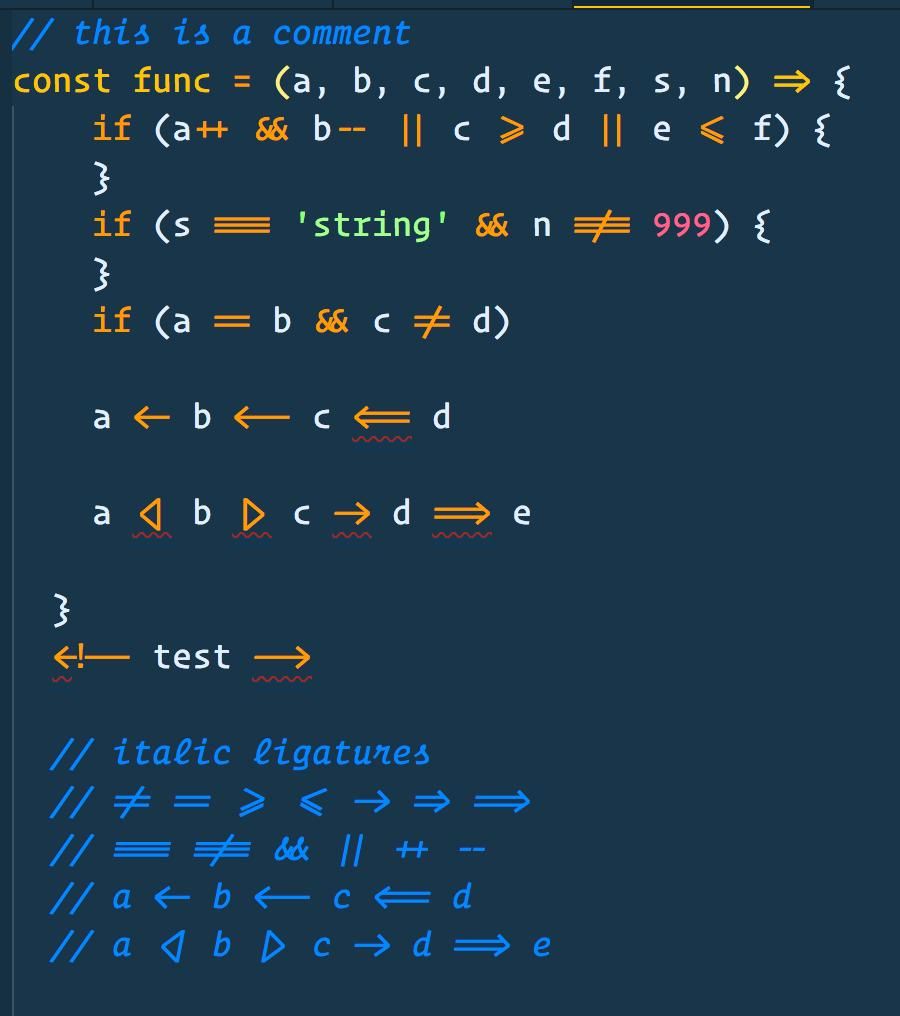 // this is a comment
const func = (a, b, c, d, e, f, s, n) => {
if (a++ && b-- || c >= d || e <= f) {
}
if (s === 'string' && n !== 999) {
}
if (a == b && c != d)
a <- b <-- c <== d
a <| b |> c -> d ==> e
}
<!-- test -->
// italic ligatures
// != == >= <= -> => ==>
// === !== && || ++ --
// a <- b <-- c <== d
// a <| b |> c -> d ==> e